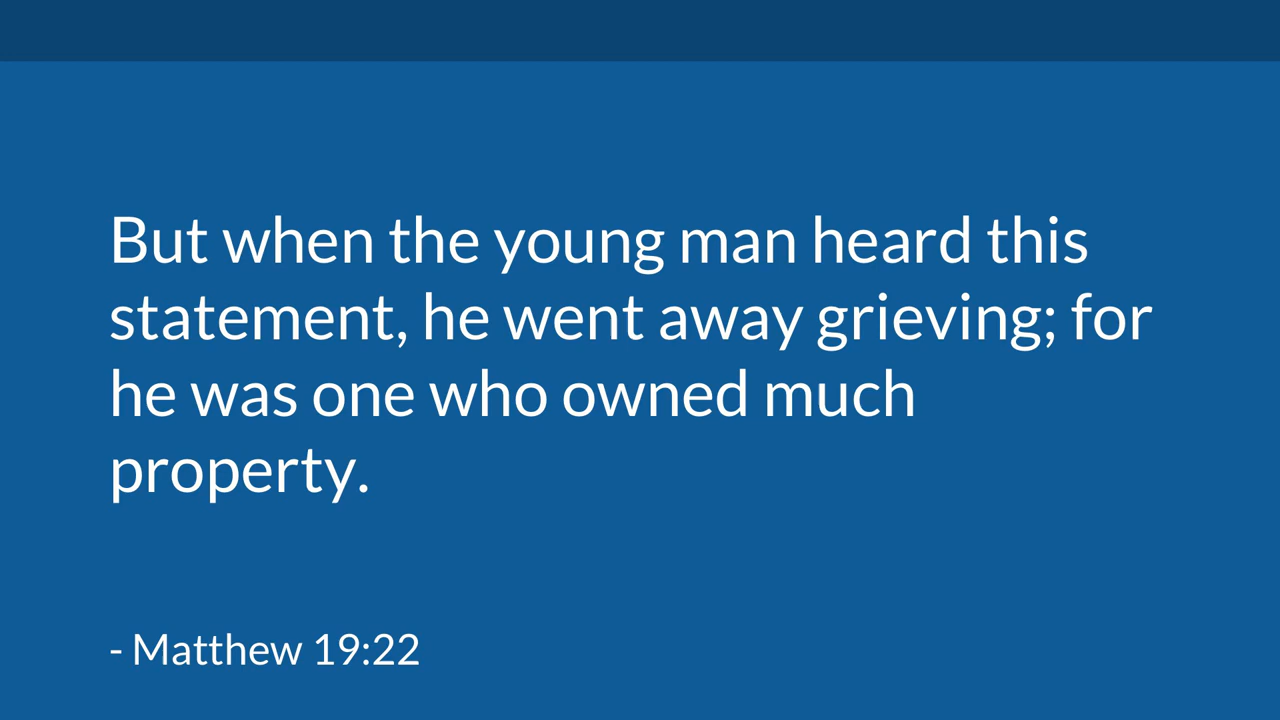 But when the young man heard this
statement, he went away grieving; for
he was one who owned much
property.
- Matthew 19:22